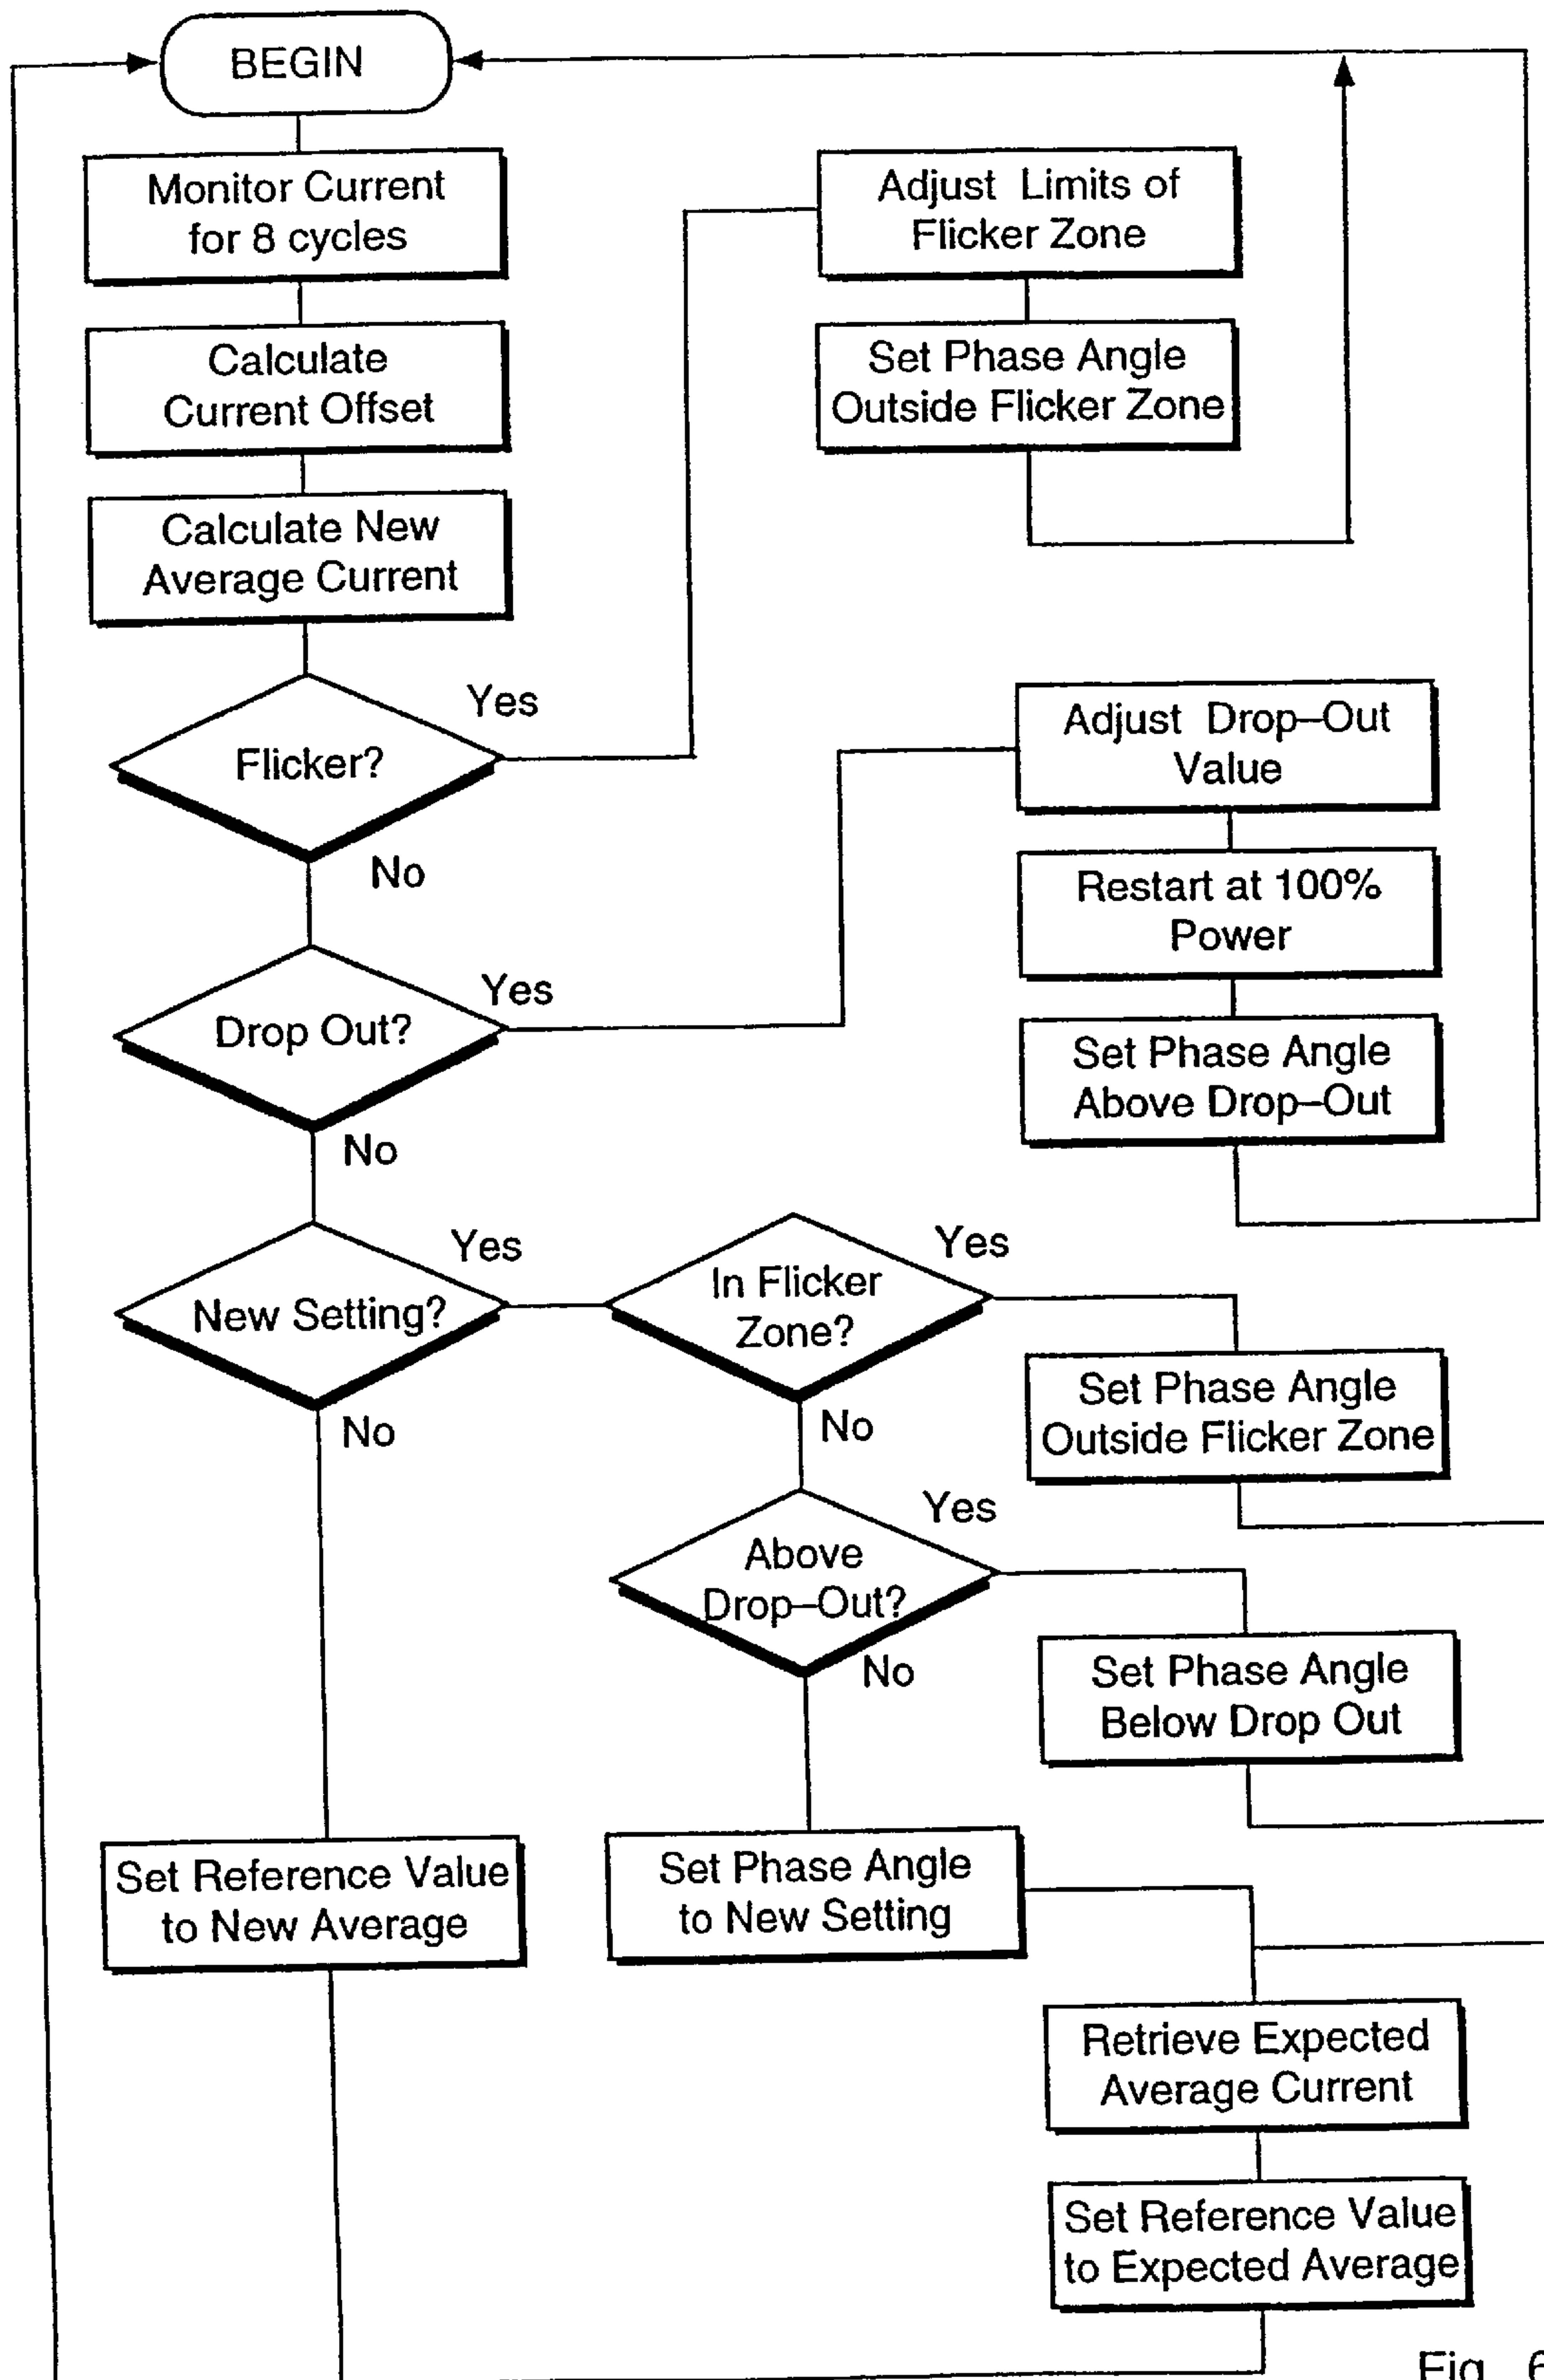 BEGIN
Monitor Current
for 8 cycles
Calculate
Current Offset
Calculate New
Average Current
Flicker?
Yes
No
Adjust Limits of
Flicker Zone
Set Phase Angle
Outside Flicker Zone
Drop Out?
Yes
No
Adjust Drop–Out
Value
Restart at 100%
Power
Set Phase Angle
Above Drop–Out
New Setting?
Yes
No
In Flicker
Zone?
Yes
No
Set Phase Angle
Outside Flicker Zone
Above
Drop–Out?
Yes
No
Set Phase Angle
Below Drop Out
Set Reference Value
to New Average
Set Phase Angle
to New Setting
Retrieve Expected
Average Current
Set Reference Value
to Expected Average
Fig. 6